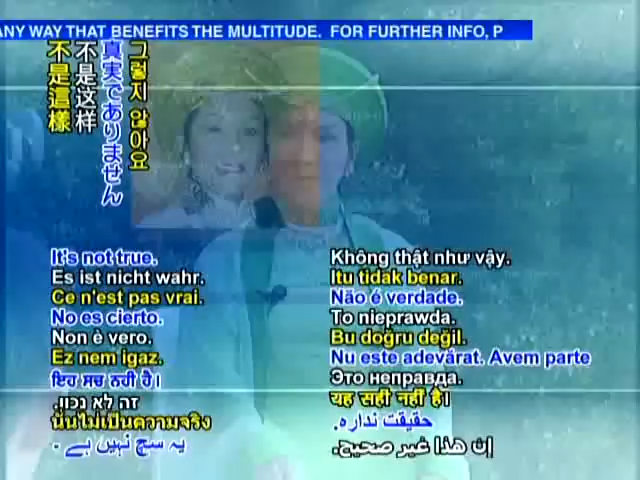 ANY WAY THAT BENEFITS THE MULTITUDE. FOR FURTHER INFO, P
그렇지 않아요
真実でありません
不是这样
不是這樣
It's not true.
Es ist nicht wahr.
Ce n'est pas vrai.
No es cierto.
Non è vero.
Ez nem igaz.
ਇਹ ਸਚ ਨਹੀ ਹੈ।
זה לא נכון.
นั่นไม่เป็นความจริง
یہ سچ نہیں ہے -
Không thật như vậy.
Itu tidak benar.
Não é verdade.
To nieprawda.
Bu doğru değil.
Nu este adevărat. Avem parte
Это неправда.
यह सही नहीं है।
حقیقت نداره.
إن هذا غير صحيح.